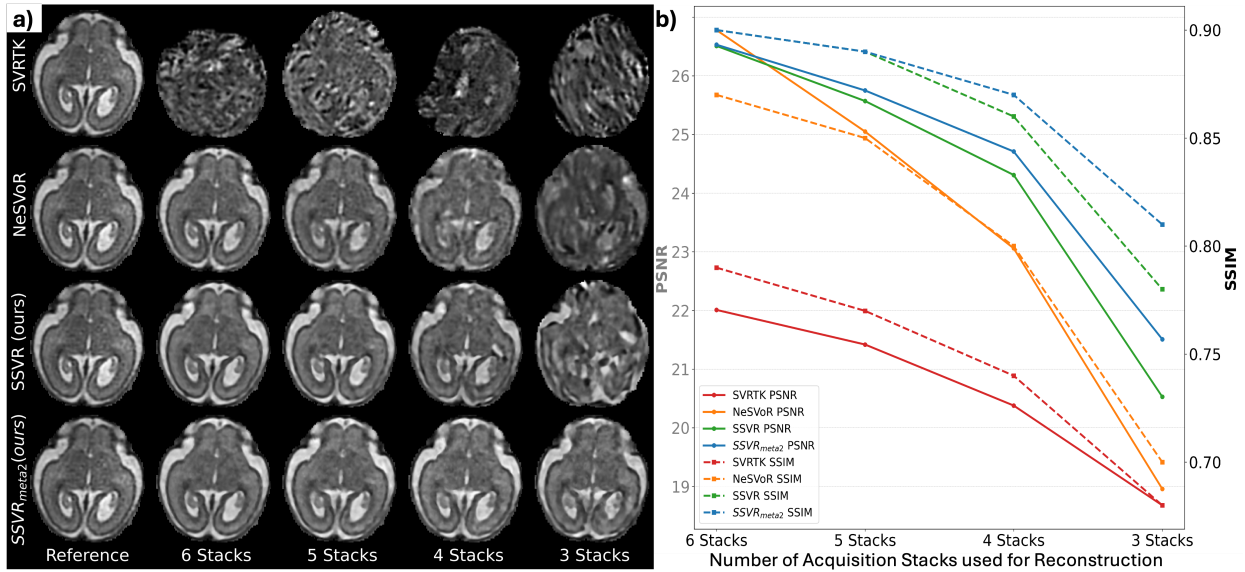 a)
SVRTK
NeSVoR
SSVR (ours)
SSVR_meta2(ours)
Reference
6 Stacks
5 Stacks
4 Stacks
3 Stacks
b)
PSNR
26
25
24
23
22
21
20
19
SVRTK PSNR
NeSVoR PSNR
SSVR PSNR
SSVR_meta2 PSNR
SVRTK SSIM
NeSVoR SSIM
SSVR SSIM
SSVR_meta2 SSIM
0.90
0.85
0.80
0.75
0.70
SSIM
6 Stacks
5 Stacks
4 Stacks
3 Stacks
Number of Acquisition Stacks used for Reconstruction